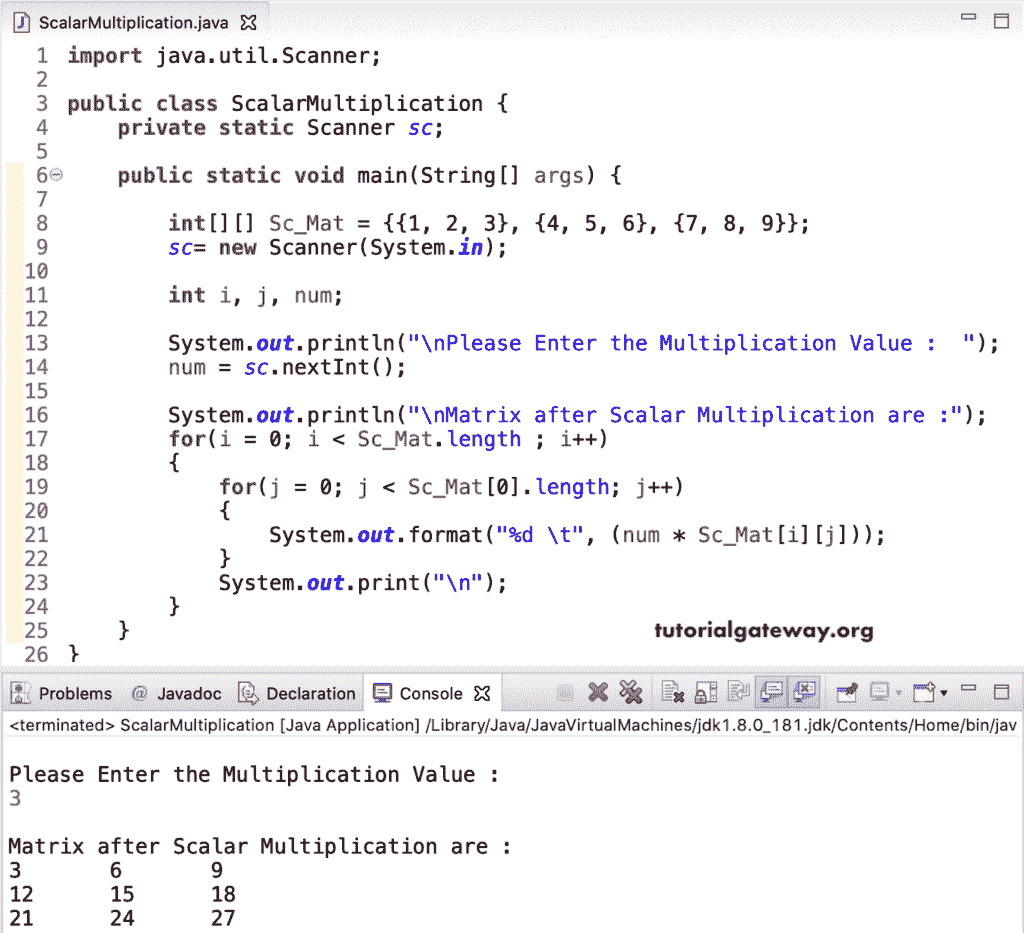 ScalarMultiplication.java
1 import java.util.Scanner;
2
3 public class ScalarMultiplication {
4     private static Scanner sc;
5
6     public static void main(String[] args) {
7
8         int[][] Sc_Mat = {{1, 2, 3}, {4, 5, 6}, {7, 8, 9}};
9         sc= new Scanner(System.in);
10
11         int i, j, num;
12
13         System.out.println("\nPlease Enter the Multiplication Value :  ");
14         num = sc.nextInt();
15
16         System.out.println("\nMatrix after Scalar Multiplication are :");
17         for(i = 0; i < Sc_Mat.length ; i++)
18         {
19             for(j = 0; j < Sc_Mat[0].length; j++)
20             {
21                 System.out.format("%d \t", (num * Sc_Mat[i][j]));
22             }
23             System.out.print("\n");
24         }
25     }
tutorialgateway.org
26 }
Problems @ Javadoc Declaration Console
<terminated> ScalarMultiplication [Java Application] /Library/Java/JavaVirtualMachines/jdk1.8.0_181.jdk/Contents/Home/bin/jav
Please Enter the Multiplication Value :
3
Matrix after Scalar Multiplication are :
3 6 9
12 15 18
21 24 27